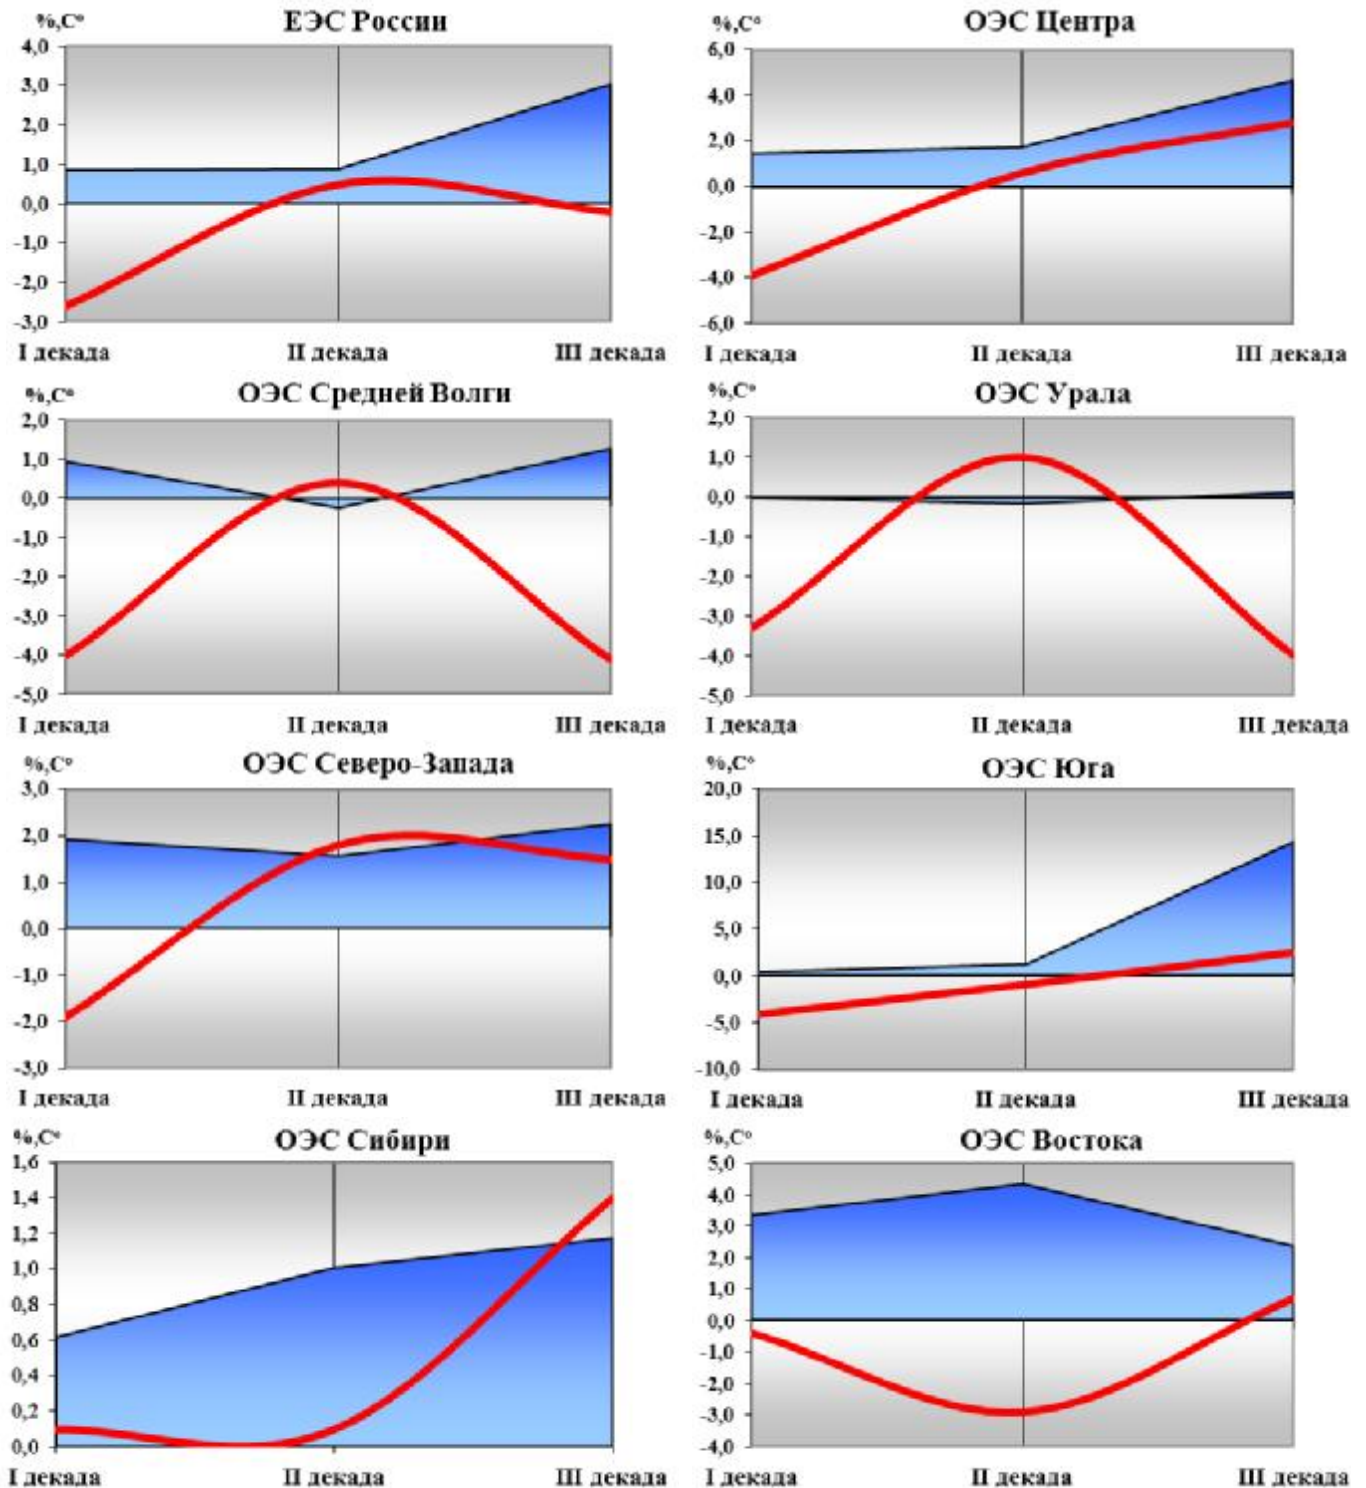 %,C°
ЕЭС России
4,0
3,0
2,0
1,0
0,0
-1,0
-2,0
-3,0
I декада II декада III декада
%,C°
ОЭС Центра
6,0
4,0
2,0
0,0
-2,0
-4,0
-6,0
I декада II декада III декада
%,C°
ОЭС Средней Волги
2,0
1,0
0,0
-1,0
-2,0
-3,0
-4,0
-5,0
I декада II декада III декада
%,C°
ОЭС Урала
2,0
1,0
0,0
-1,0
-2,0
-3,0
-4,0
-5,0
I декада II декада III декада
%,C°
ОЭС Северо-Запада
3,0
2,0
1,0
0,0
-1,0
-2,0
-3,0
I декада II декада III декада
%,C°
ОЭС Юга
20,0
15,0
10,0
5,0
0,0
-5,0
-10,0
I декада II декада III декада
%,C°
ОЭС Сибири
1,6
1,4
1,2
1,0
0,8
0,6
0,4
0,2
0,0
I декада II декада III декада
%,C°
ОЭС Востока
5,0
4,0
3,0
2,0
1,0
0,0
-1,0
-2,0
-3,0
-4,0
I декада II декада III декада